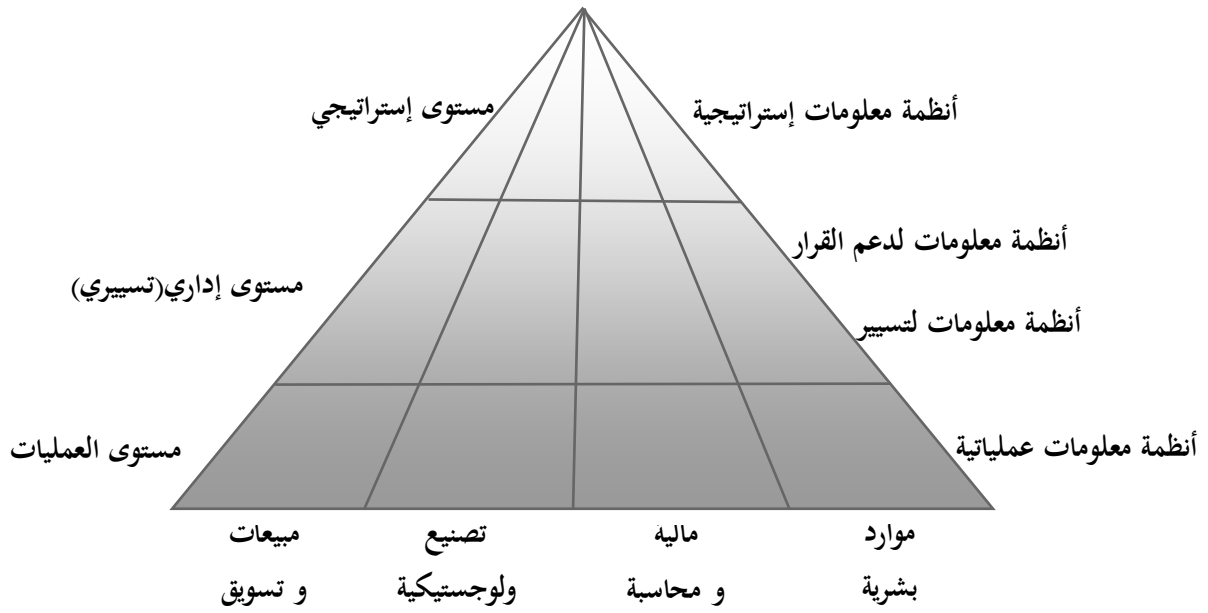 أنظمة معلومات إستراتيجية
مستوى إستراتيجي
أنظمة معلومات لدعم القرار
مستوى إداري(تسييري)
أنظمة معلومات لتسيير
أنظمة معلومات عملياتية
مستوى العمليات
موارد
بشرية
مالية
و محاسبة
تصنيع
ولوجستيكية
مبيعات
و تسويق